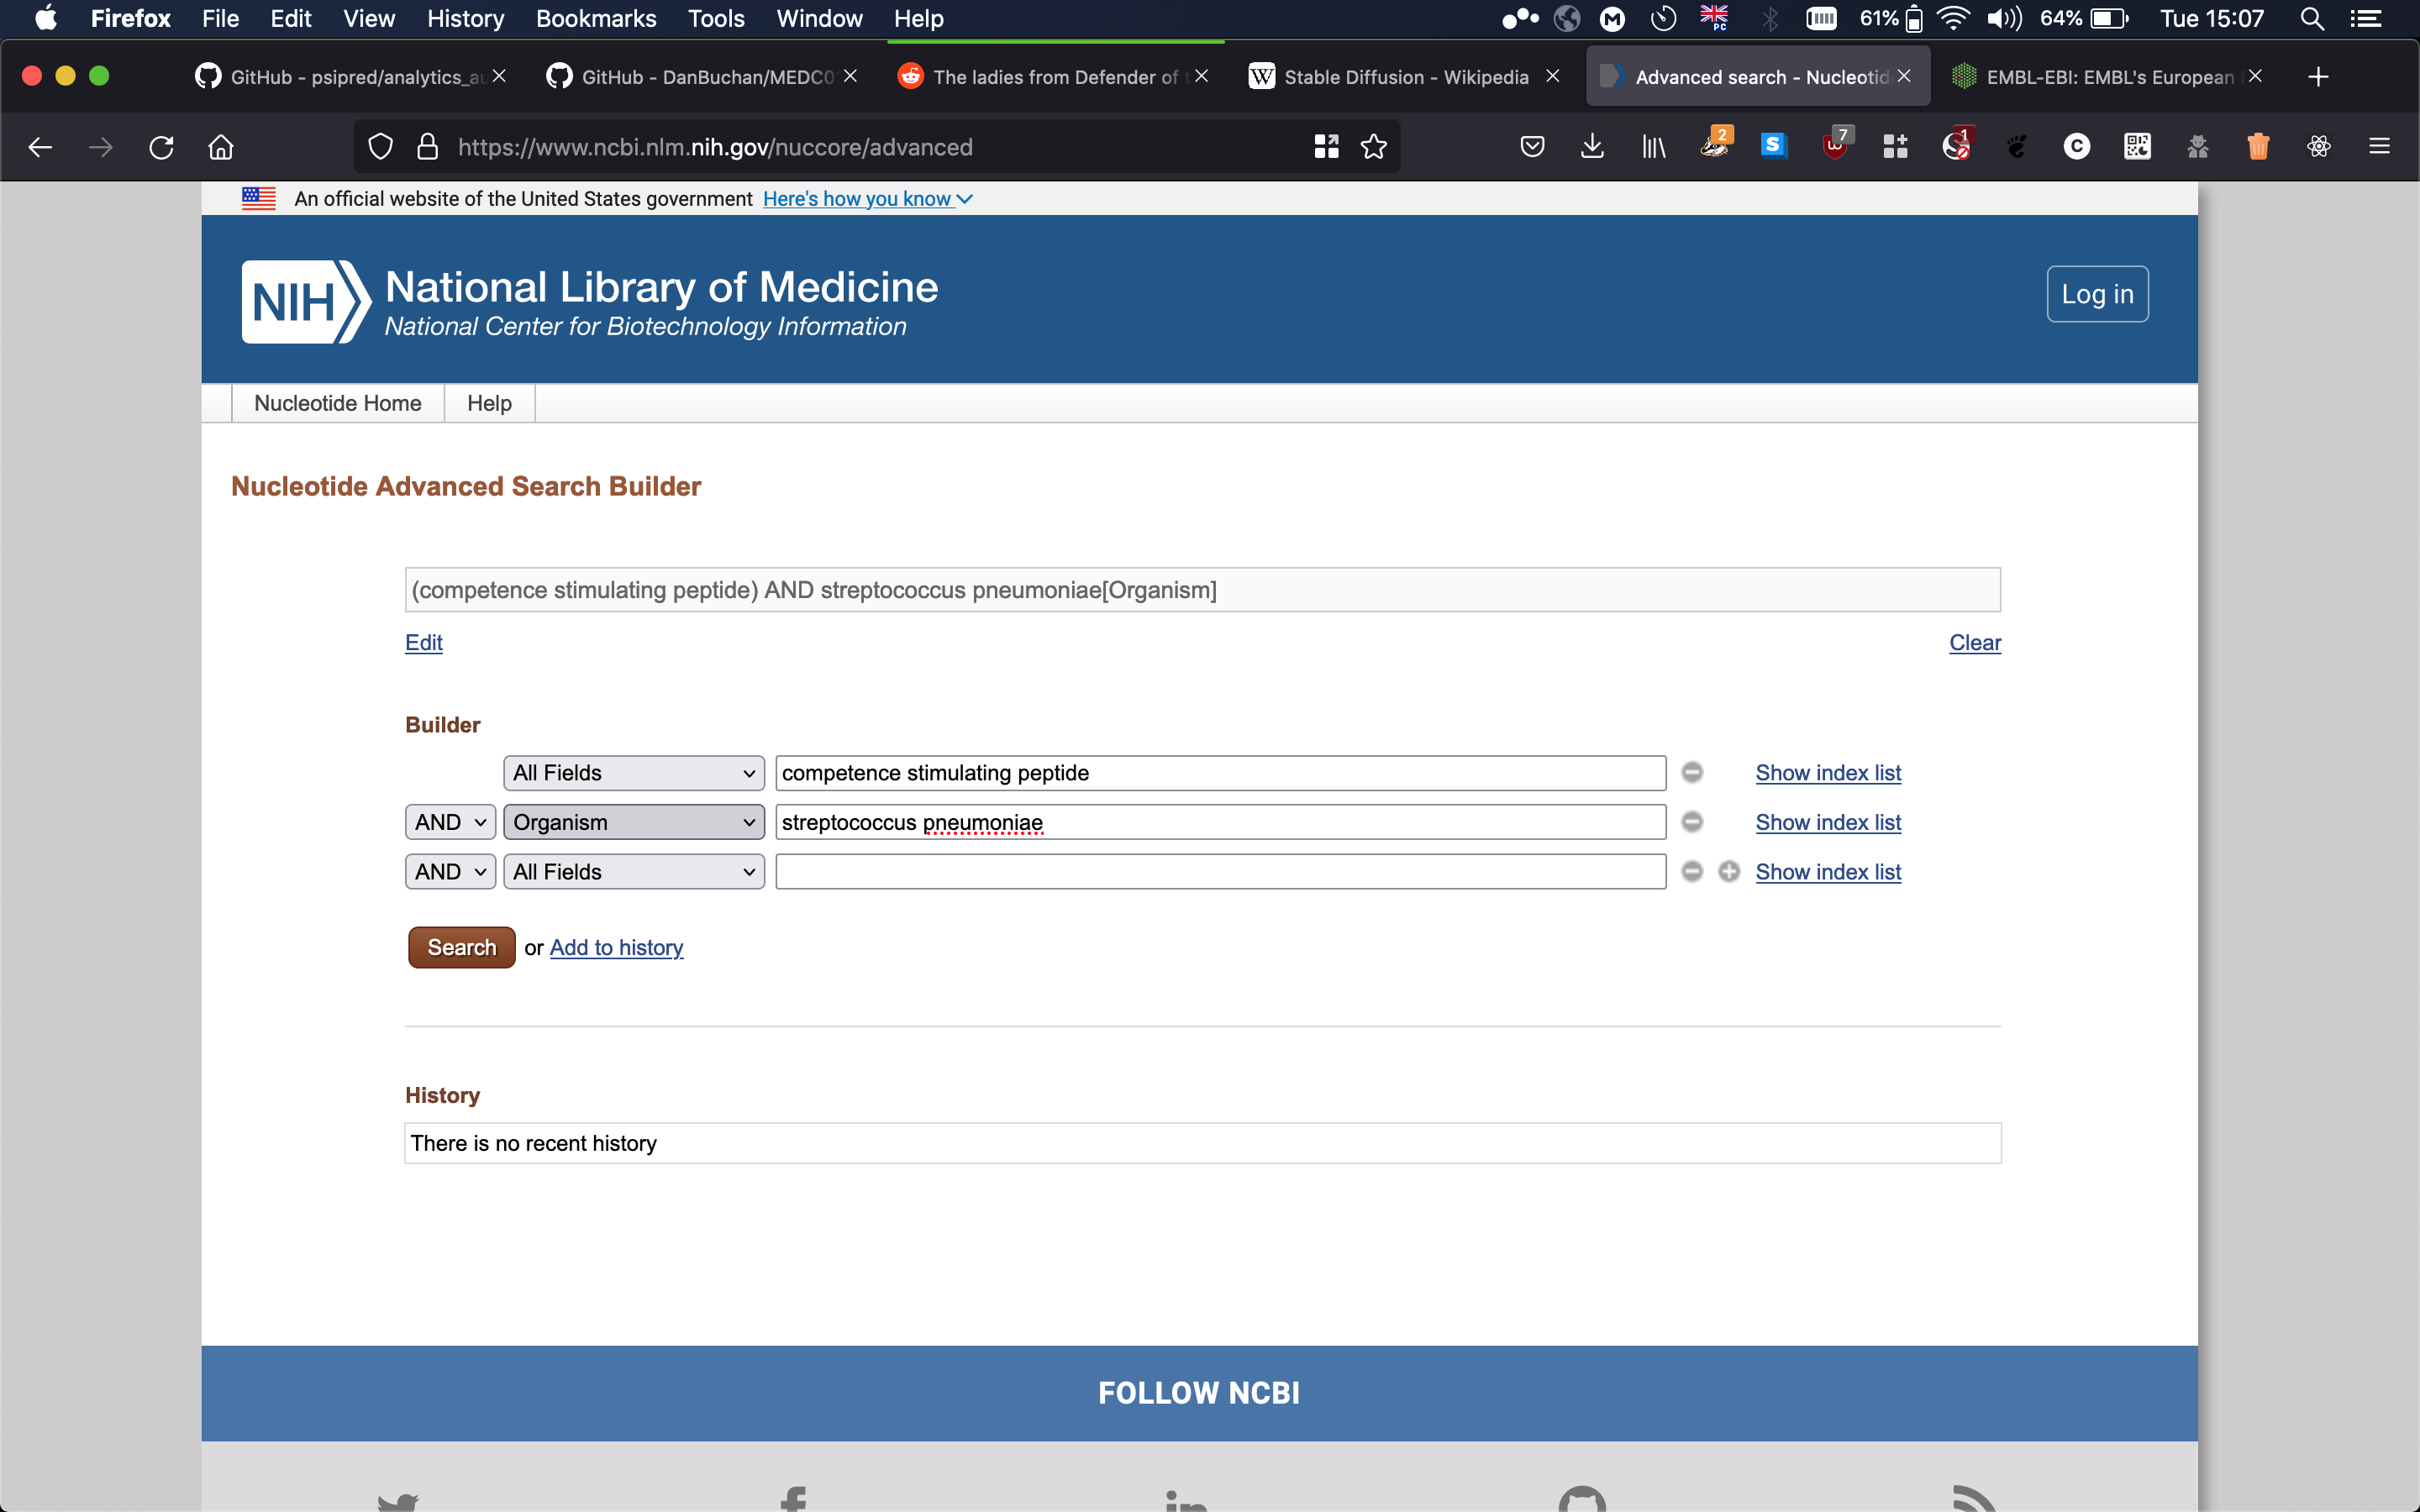 Firefox File Edit View History Bookmarks Tools Window Help 61% 64% Tue 15:07
GitHub - psipred/analytics_au GitHub - DanBuchan/MEDC0 The ladies from Defender of t Stable Diffusion - Wikipedia Advanced search - Nucleotid EMBL-EBI: EMBL's European
https://www.ncbi.nlm.nih.gov/nuccore/advanced 2 S 7 1 C
An official website of the United States government Here's how you know
NIH National Library of Medicine
National Center for Biotechnology Information
Log in
Nucleotide Home Help
Nucleotide Advanced Search Builder
(competence stimulating peptide) AND streptococcus pneumoniae[Organism]
Edit Clear
Builder
All Fields competence stimulating peptide Show index list
AND Organism streptococcus pneumoniae Show index list
AND All Fields Show index list
Search or Add to history
History
There is no recent history
FOLLOW NCBI